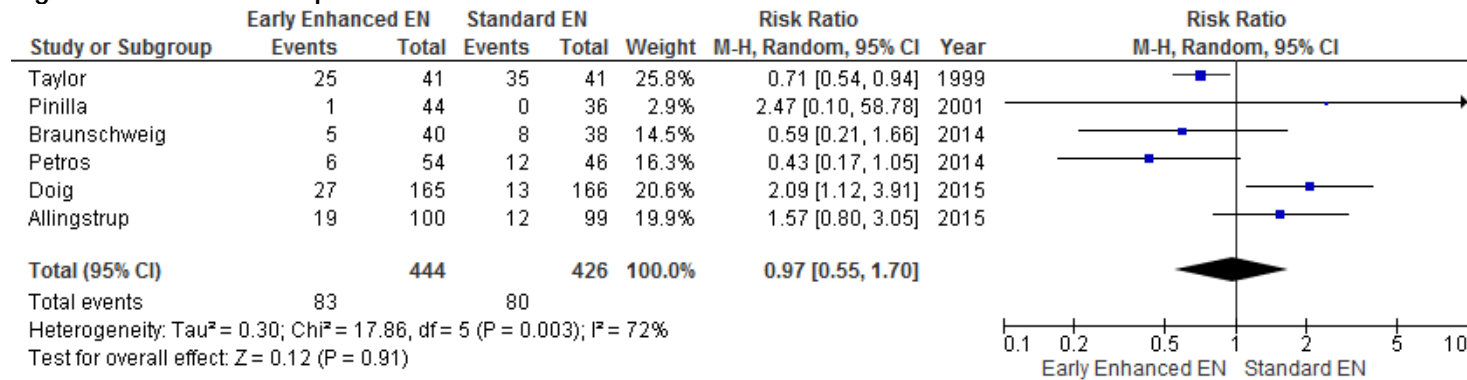 Early Enhanced EN Standard EN Risk Ratio Risk Ratio
Study or Subgroup Events Total Events Total Weight M-H, Random, 95% CI Year M-H, Random, 95% CI
Taylor 25 41 35 41 25.8% 0.71 [0.54, 0.94] 1999
Pinilla 1 44 0 36 2.9% 2.47 [0.10, 58.78] 2001
Braunschweig 5 40 8 38 14.5% 0.59 [0.21, 1.66] 2014
Petros 6 54 12 46 16.3% 0.43 [0.17, 1.05] 2014
Doig 27 165 13 166 20.6% 2.09 [1.12, 3.91] 2015
Allingstrup 19 100 12 99 19.9% 1.57 [0.80, 3.05] 2015
Total (95% CI) 444 426 100.0% 0.97 [0.55, 1.70]
Total events 83 80
Heterogeneity: Tau² = 0.30; Chi² = 17.86, df = 5 (P = 0.003); I² = 72%
Test for overall effect: Z = 0.12 (P = 0.91)
0.1 0.2 0.5 1 2 5 10
Early Enhanced EN Standard EN